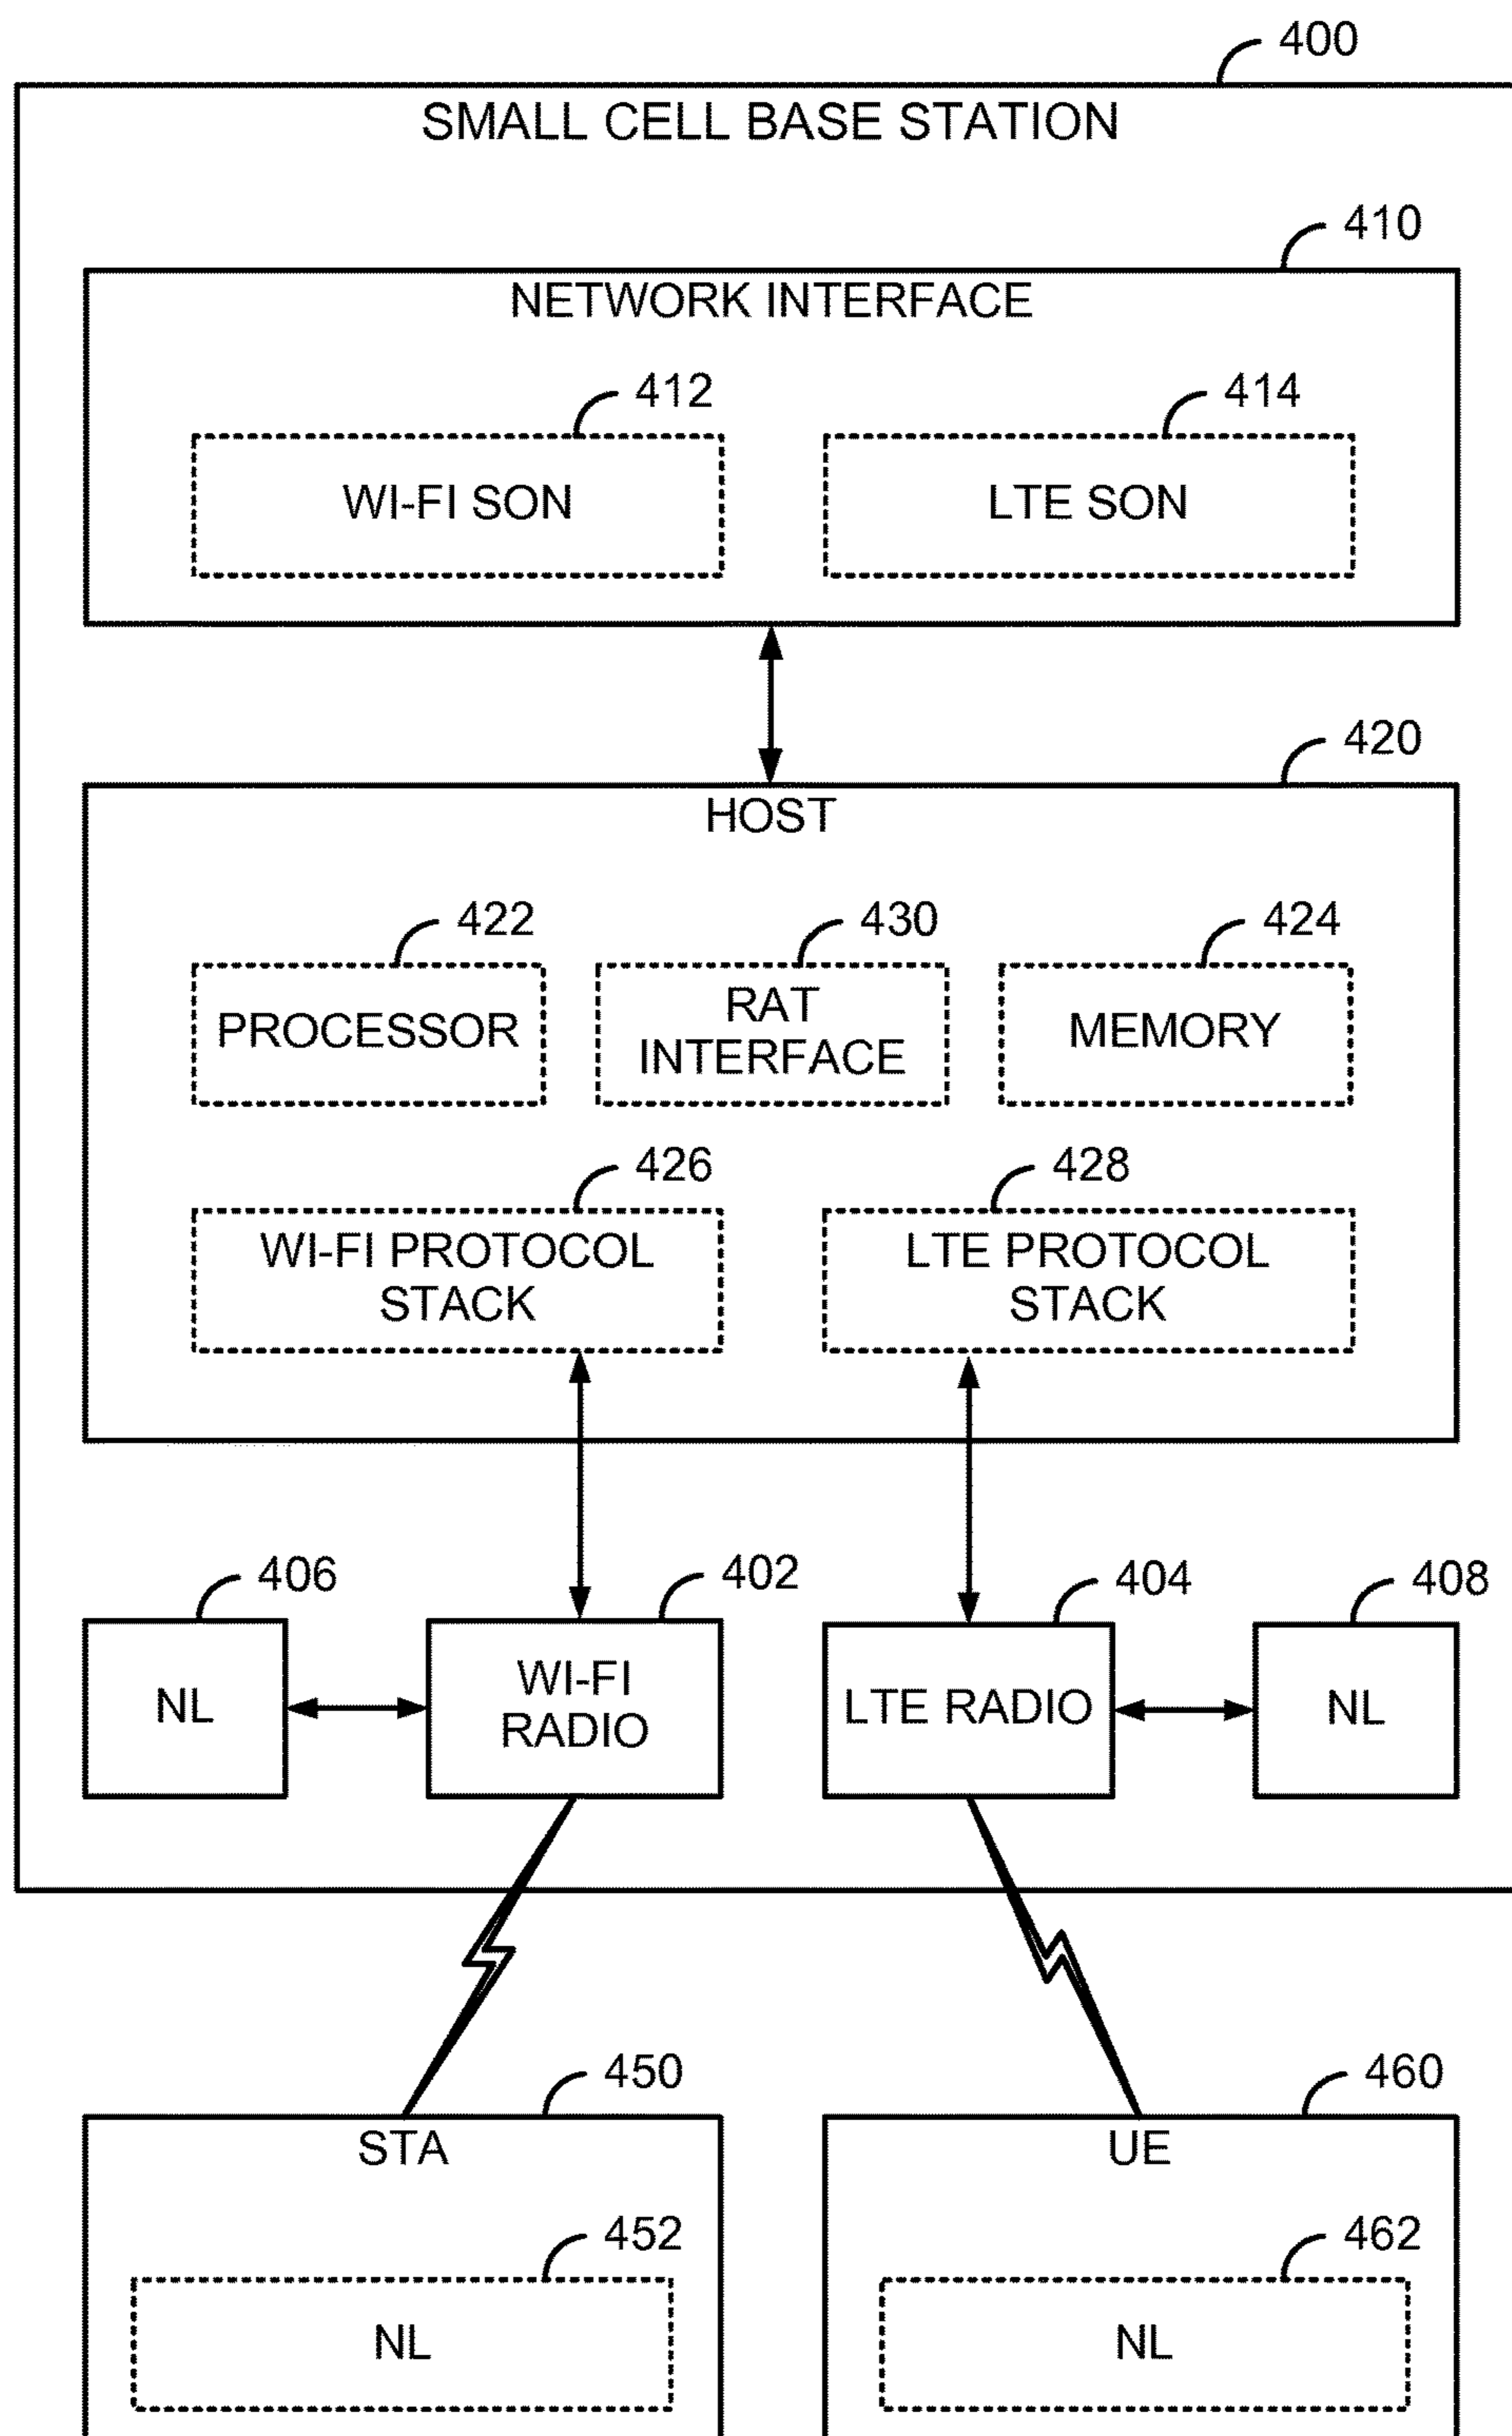 400
SMALL CELL BASE STATION
410
NETWORK INTERFACE
412
414
WI-FI SON
LTE SON
420
HOST
422
430
424
PROCESSOR
RAT
INTERFACE
MEMORY
426
428
WI-FI PROTOCOL
STACK
LTE PROTOCOL
STACK
406
402
404
408
NL
WI-FI
RADIO
LTE RADIO
NL
450
460
STA
UE
452
462
NL
NL